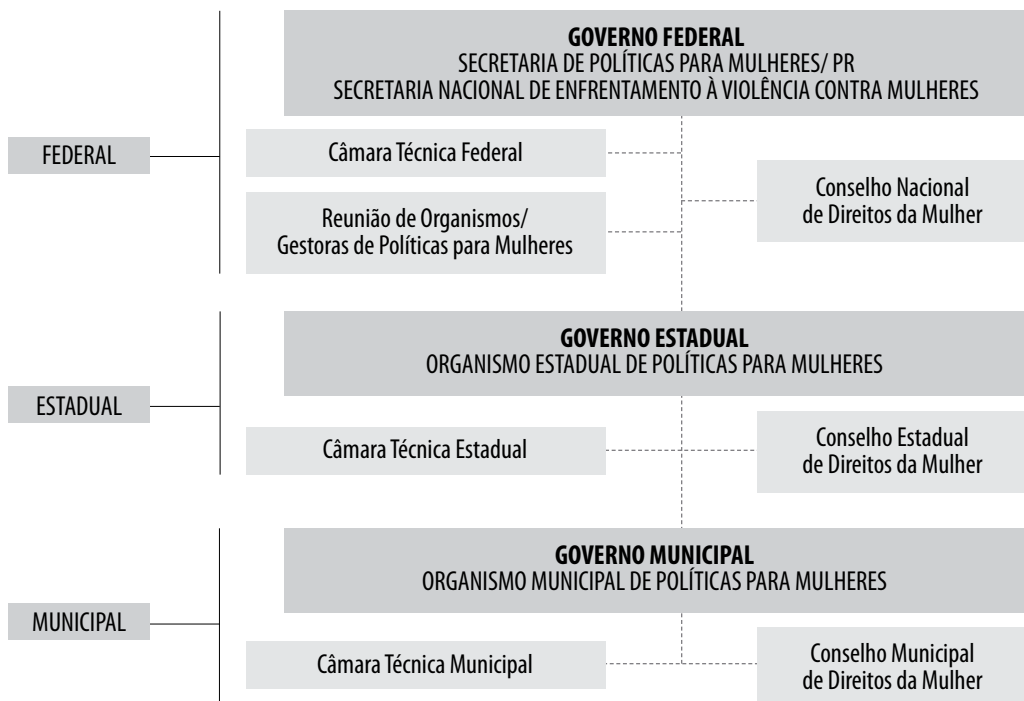 GOVERNO FEDERAL
SECRETARIA DE POLÍTICAS PARA MULHERES/ PR
SECRETARIA NACIONAL DE ENFRENTAMENTO À VIOLÊNCIA CONTRA MULHERES
FEDERAL
Câmara Técnica Federal
Conselho Nacional
de Direitos da Mulher
Reunião de Organismos/
Gestoras de Políticas para Mulheres
GOVERNO ESTADUAL
ORGANISMO ESTADUAL DE POLÍTICAS PARA MULHERES
ESTADUAL
Câmara Técnica Estadual
Conselho Estadual
de Direitos da Mulher
GOVERNO MUNICIPAL
ORGANISMO MUNICIPAL DE POLÍTICAS PARA MULHERES
MUNICIPAL
Câmara Técnica Municipal
Conselho Municipal
de Direitos da Mulher